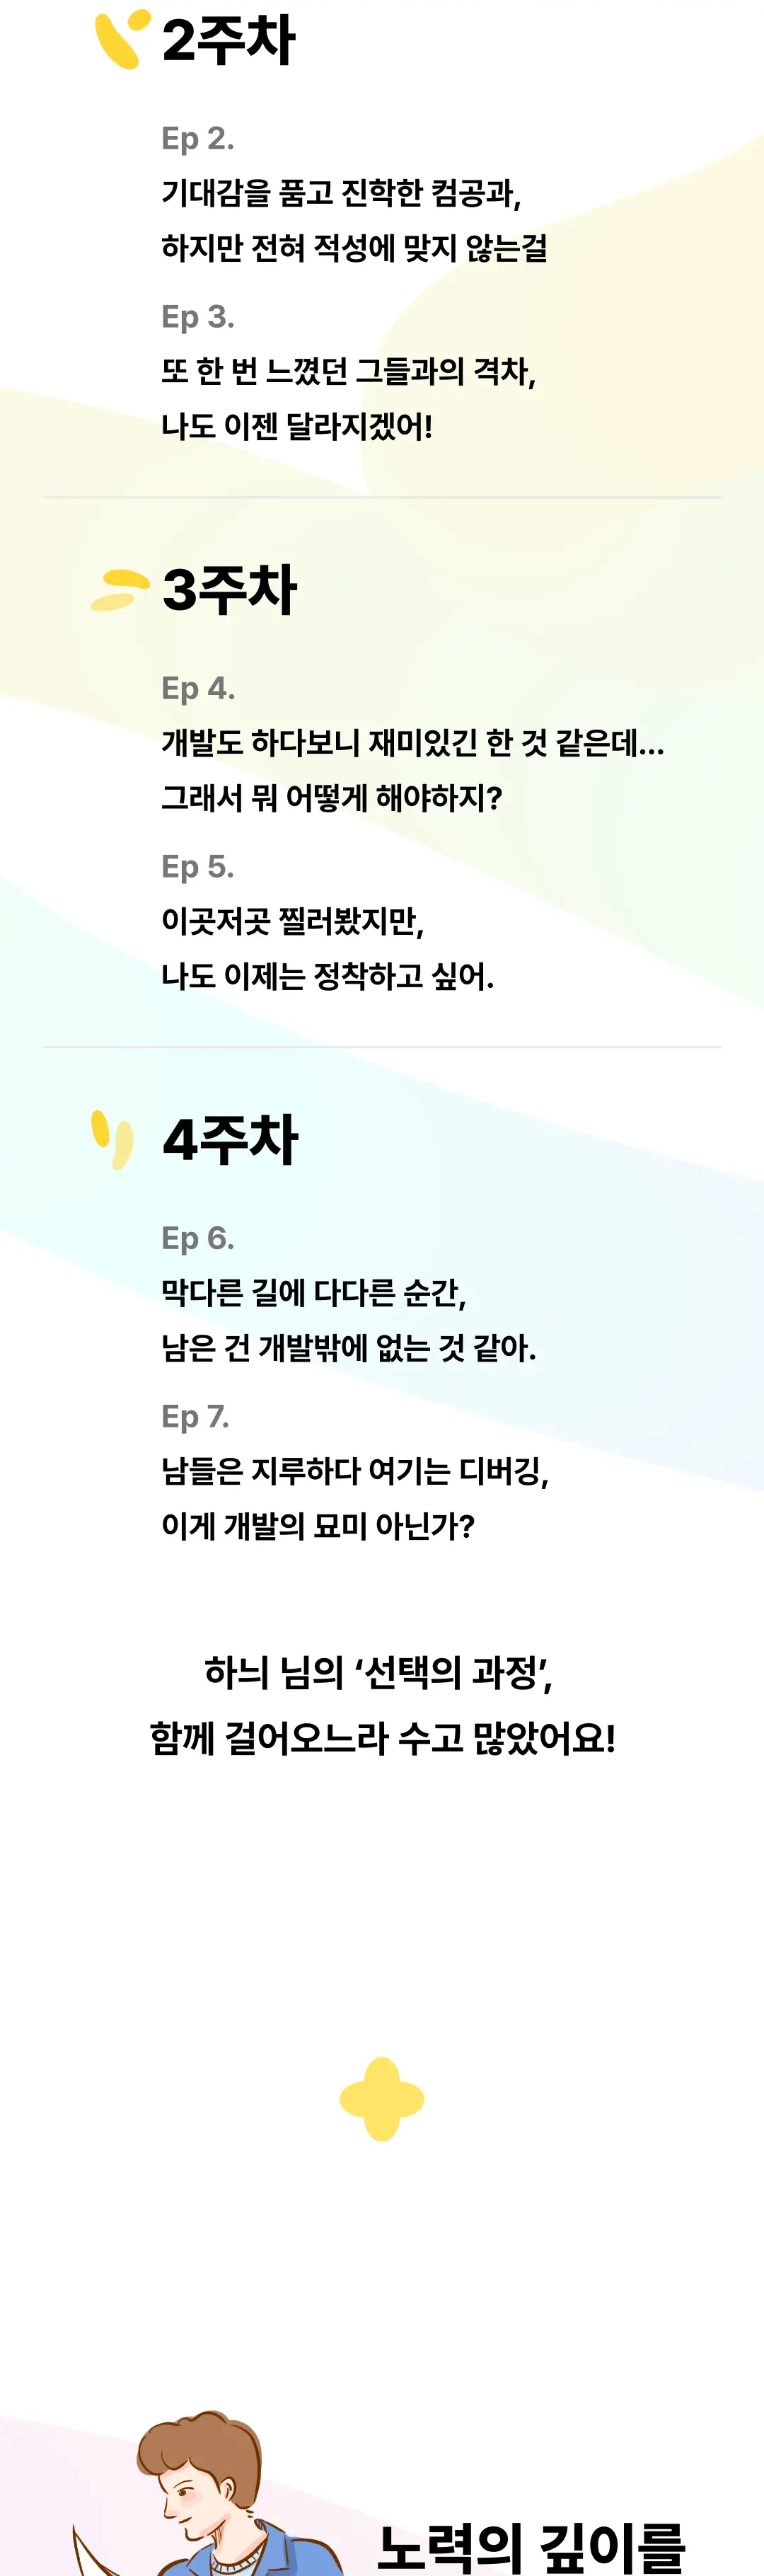 2주차
Ep 2.
기대감을 품고 진학한 컴공과,
하지만 전혀 적성에 맞지 않는걸
Ep 3.
또 한 번 느꼈던 그들과의 격차,
나도 이젠 달라지겠어!
3주차
Ep 4.
개발도 하다보니 재미있긴 한 것 같은데...
그래서 뭐 어떻게 해야하지?
Ep 5.
이곳저곳 찔러봤지만,
나도 이제는 정착하고 싶어.
4주차
Ep 6.
막다른 길에 다다른 순간,
남은 건 개발밖에 없는 것 같아.
Ep 7.
남들은 지루하다 여기는 디버깅,
이게 개발의 묘미 아닌가?
하늬 님의 ‘선택의 과정’,
함께 걸어오느라 수고 많았어요!
노력의 깊이를